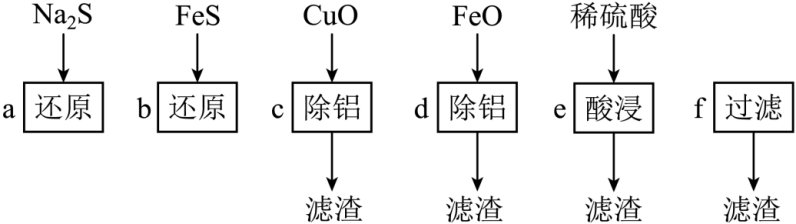 Na₂S FeS CuO FeO 稀硫酸
a 还原 b 还原 c 除铝 d 除铝 e 酸浸 f 过滤
滤渣 滤渣 滤渣 滤渣